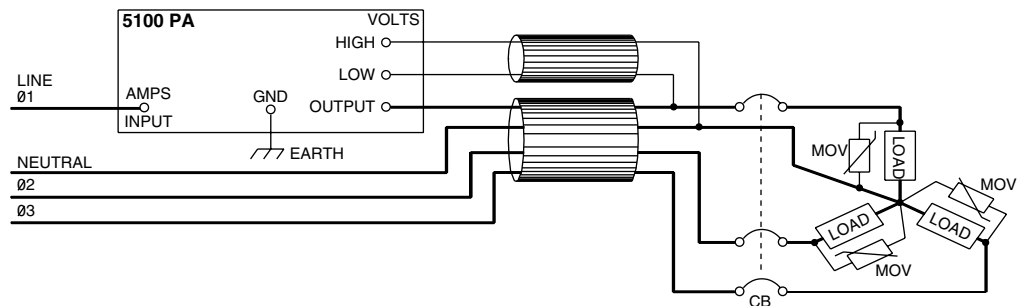 5100 PA
VOLTS
HIGH
LOW
LINE
Ø1
AMPS
INPUT
GND
OUTPUT
EARTH
NEUTRAL
Ø2
Ø3
MOV
LOAD
MOV
LOAD
LOAD
MOV
CB